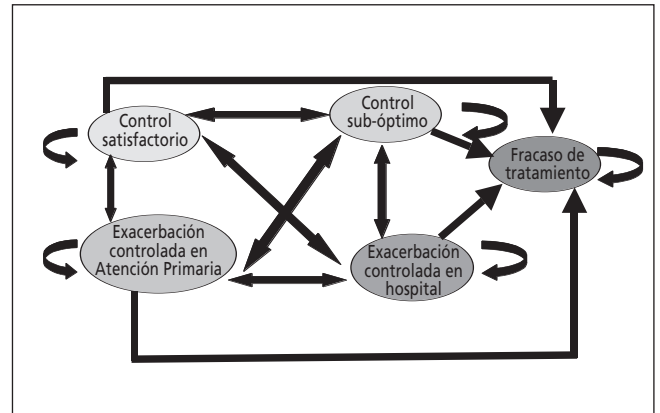 Control
satisfactorio
Control
sub-óptimo
Fracaso de
tratamiento
Exacerbación
controlada en
Atención Primaria
Exacerbación
controlada en
hospital